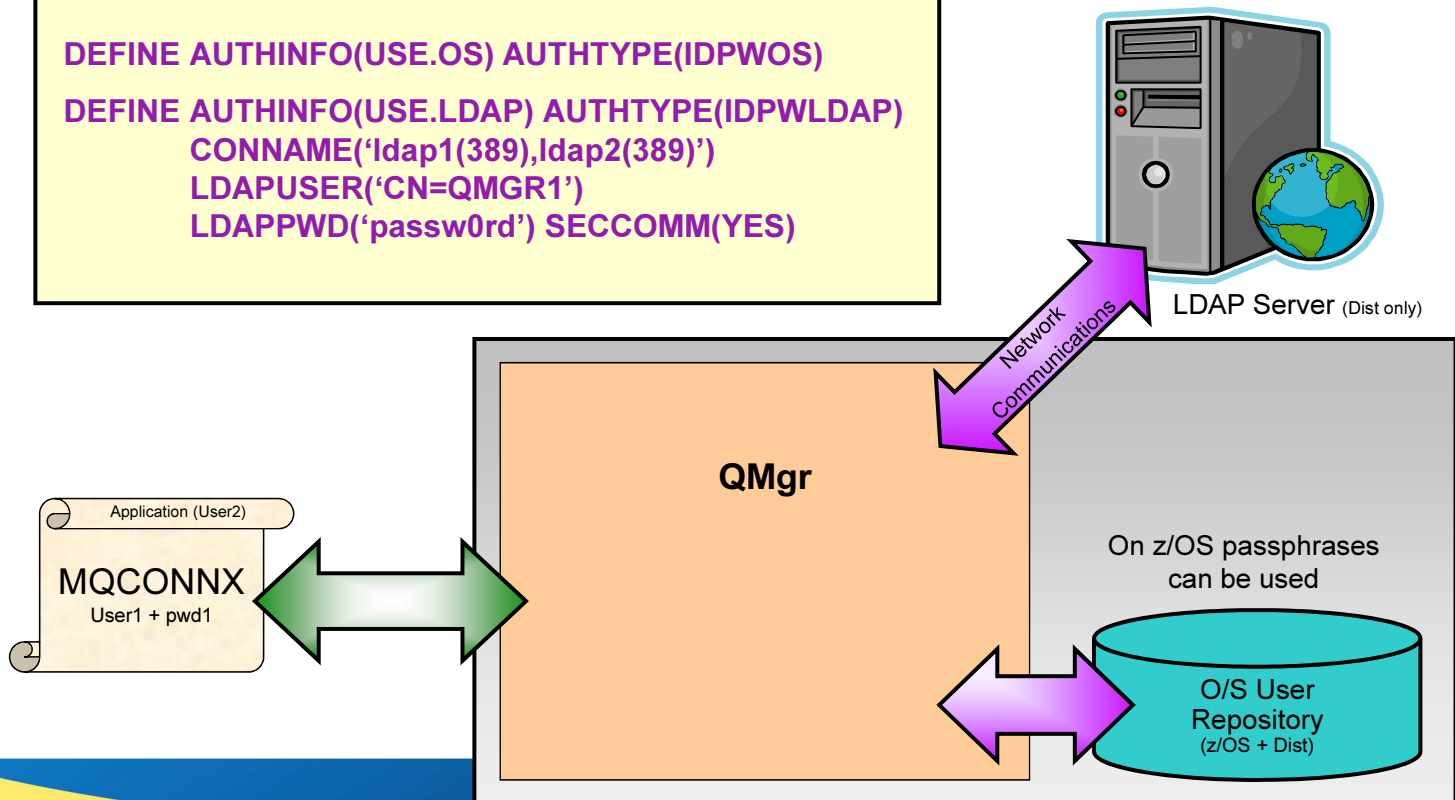 DEFINE AUTHINFO(USE.OS) AUTHTYPE(IDPWOS)
DEFINE AUTHINFO(USE.LDAP) AUTHTYPE(IDPWLDAP)
CONNAME(‘ldap1(389),ldap2(389)’)
LDAPUSER(‘CN=QMGR1’)
LDAPPWD(‘passw0rd’) SECCOMM(YES)
LDAP Server (Dist only)
Network
Communications
QMgr
Application (User2)
MQCONNX
User1 + pwd1
On z/OS passphrases
can be used
O/S User
Repository
(z/OS + Dist)